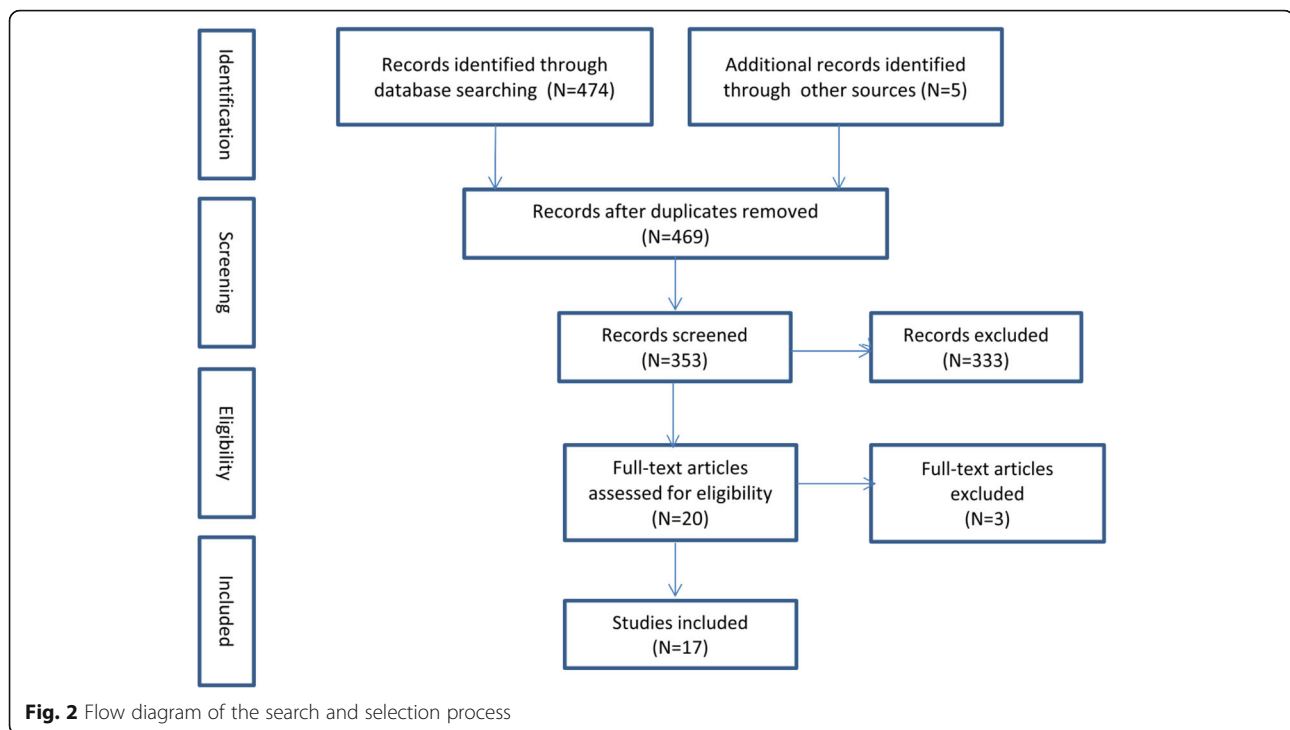 Identification
Records identified through
database searching (N=474)
Additional records identified
through other sources (N=5)
Screening
Records after duplicates removed
(N=469)
Records screened
(N=353)
Records excluded
(N=333)
Eligibility
Full-text articles
assessed for eligibility
(N=20)
Full-text articles
excluded
(N=3)
Included
Studies included
(N=17)
Fig. 2 Flow diagram of the search and selection process